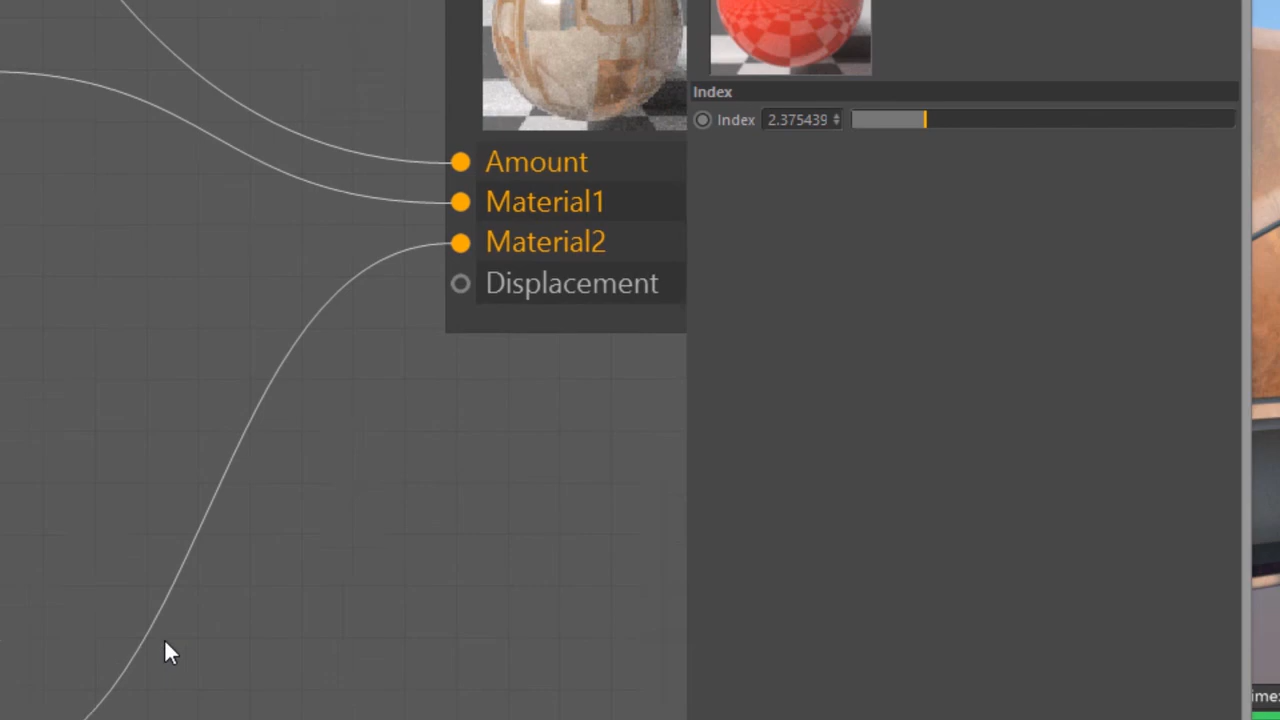 Index
Index 2.375439
Amount
Material1
Material2
Displacement